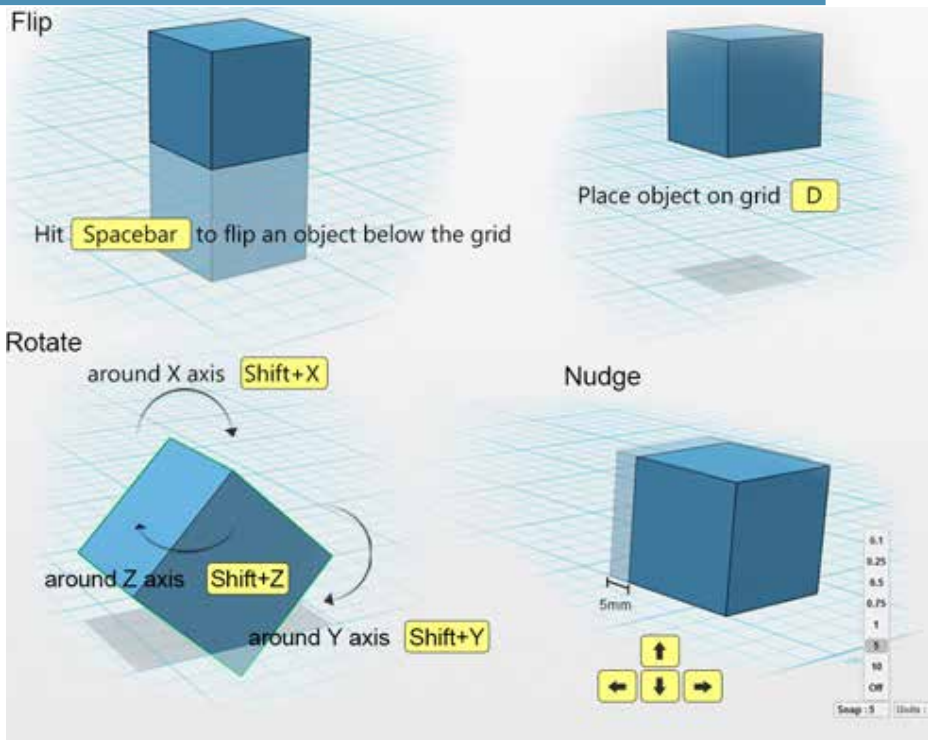 Flip
Hit Spacebar to flip an object below the grid
Place object on grid D
Rotate
around X axis Shift+X
around Z axis Shift+Z
around Y axis Shift+Y
Nudge
5mm
0.1
0.25
0.5
0.75
1
5
10
Off
Snap : 5 Units :